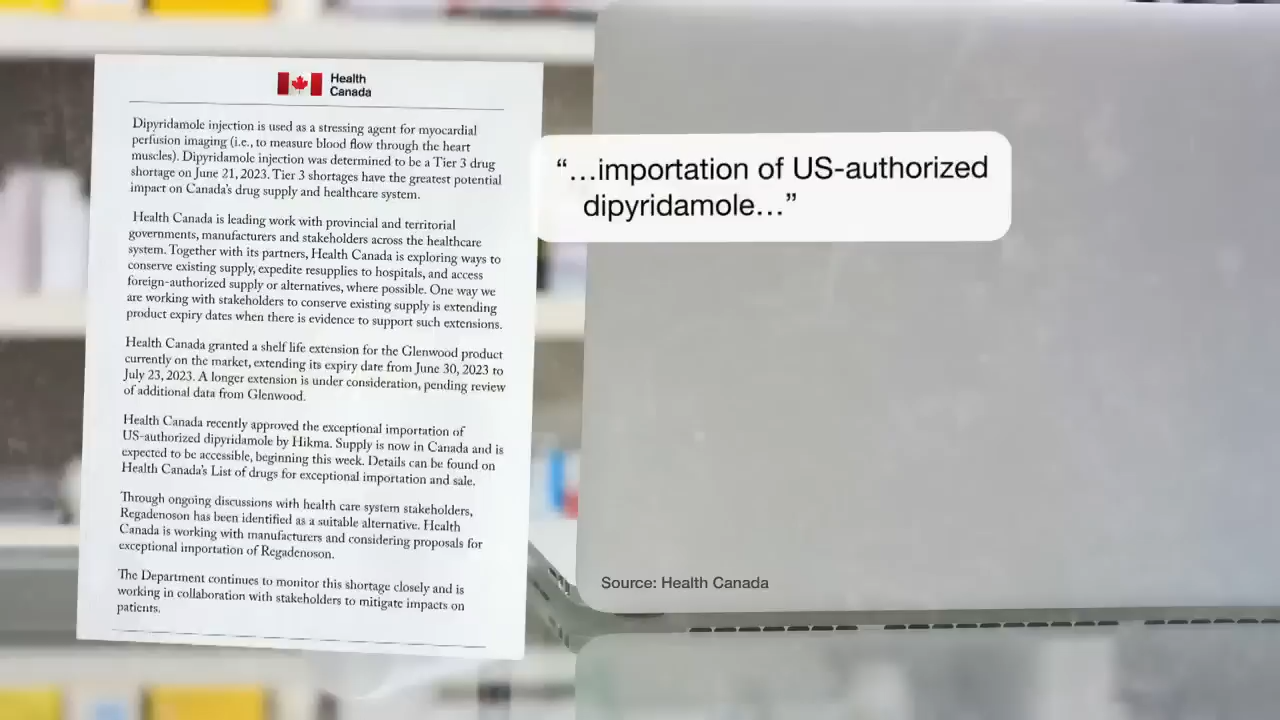 Health
Canada
Dipyridamole injection is used as a stressing agent for myocardial
perfusion imaging (i.e., to measure blood flow through the heart
muscles). Dipyridamole injection was determined to be a Tier 3 drug
shortage on June 21, 2023. Tier 3 shortages have the greatest potential
impact on Canada's drug supply and healthcare system.
Health Canada is leading work with provincial and territorial
governments, manufacturers and stakeholders across the healthcare
system. Together with its partners, Health Canada is exploring ways to
conserve existing supply, expedite resupplies to hospitals, and access
foreign-authorized supply or alternatives, where possible. One way we
are working with stakeholders to conserve existing supply is extending
product expiry dates when there is evidence to support such extensions.
Health Canada granted a shelf life extension for the Glenwood product
currently on the market, extending its expiry date from June 30, 2023 to
July 23, 2023. A longer extension is under consideration, pending review
of additional data from Glenwood.
Health Canada recently approved the exceptional importation of
US-authorized dipyridamole by Hikma. Supply is now in Canada and is
expected to be accessible, beginning this week. Details can be found on
Health Canada's List of drugs for exceptional importation and sale.
Through ongoing discussions with health care system stakeholders,
Regadenoson has been identified as a suitable alternative. Health
Canada is working with manufacturers and considering proposals for
exceptional importation of Regadenoson.
The Department continues to monitor this shortage closely and is
working in collaboration with stakeholders to mitigate impacts on
patients.
“…importation of US-authorized
dipyridamole…”
Source: Health Canada